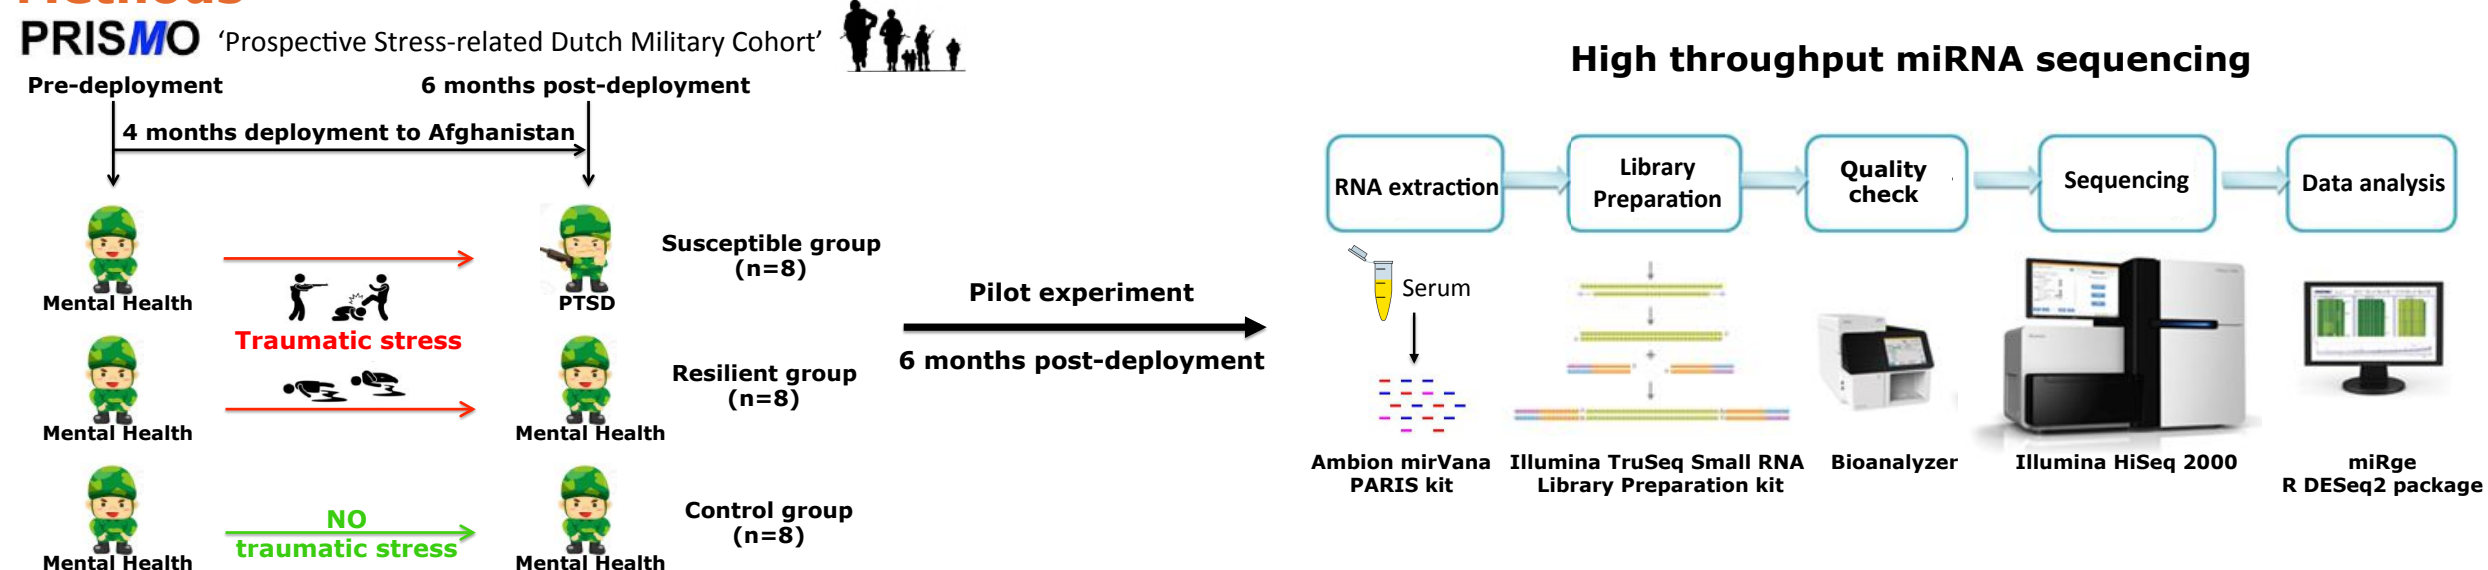 Methods
PRISMO 'Prospective Stress-related Dutch Military Cohort'
Pre-deployment
6 months post-deployment
4 months deployment to Afghanistan
Mental Health
Traumatic stress
PTSD
Susceptible group
(n=8)
Mental Health
Mental Health
Resilient group
(n=8)
Mental Health
NO
traumatic stress
Mental Health
Control group
(n=8)
Pilot experiment
6 months post-deployment
High throughput miRNA sequencing
RNA extraction
Library
Preparation
Quality
check
Sequencing
Data analysis
Serum
Ambion mirVana
PARIS kit
Illumina TruSeq Small RNA
Library Preparation kit
Bioanalyzer
Illumina HiSeq 2000
miRge
R DESeq2 package